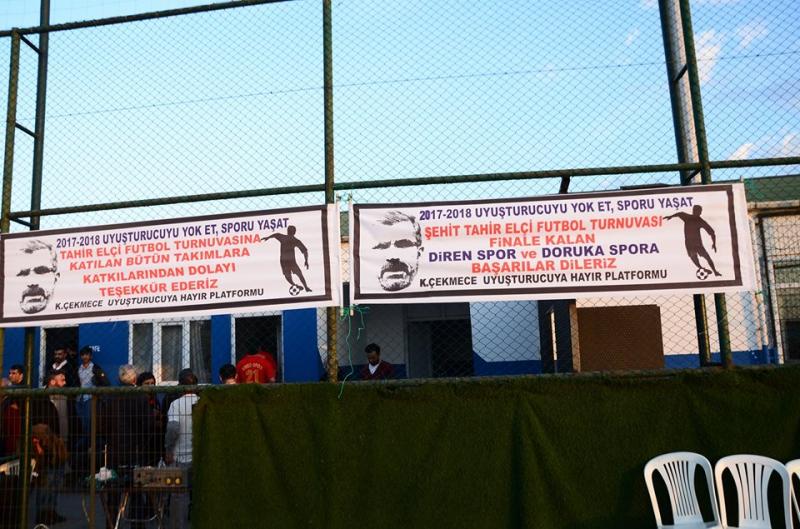 2017-2018 UYUŞTURUCUYU YOK ET, SPORU YAŞAT
TAHİR ELÇİ FUTBOL TURNUVASINA
KATILAN BÜTÜN TAKIMLARA
KATKILARINDAN DOLAYI
TEŞEKKÜR EDERİZ
K.ÇEKMECE UYUŞTURUCUYA HAYIR PLATFORMU
2017-2018 UYUŞTURUCUYU YOK ET, SPORU YAŞAT
ŞEHİT TAHİR ELÇİ FUTBOL TURNUVASI
FİNALE KALAN
DİREN SPOR ve DORUKA SPORA
BAŞARILAR DİLERİZ
K.ÇEKMECE UYUŞTURUCUYA HAYIR PLATFORMU